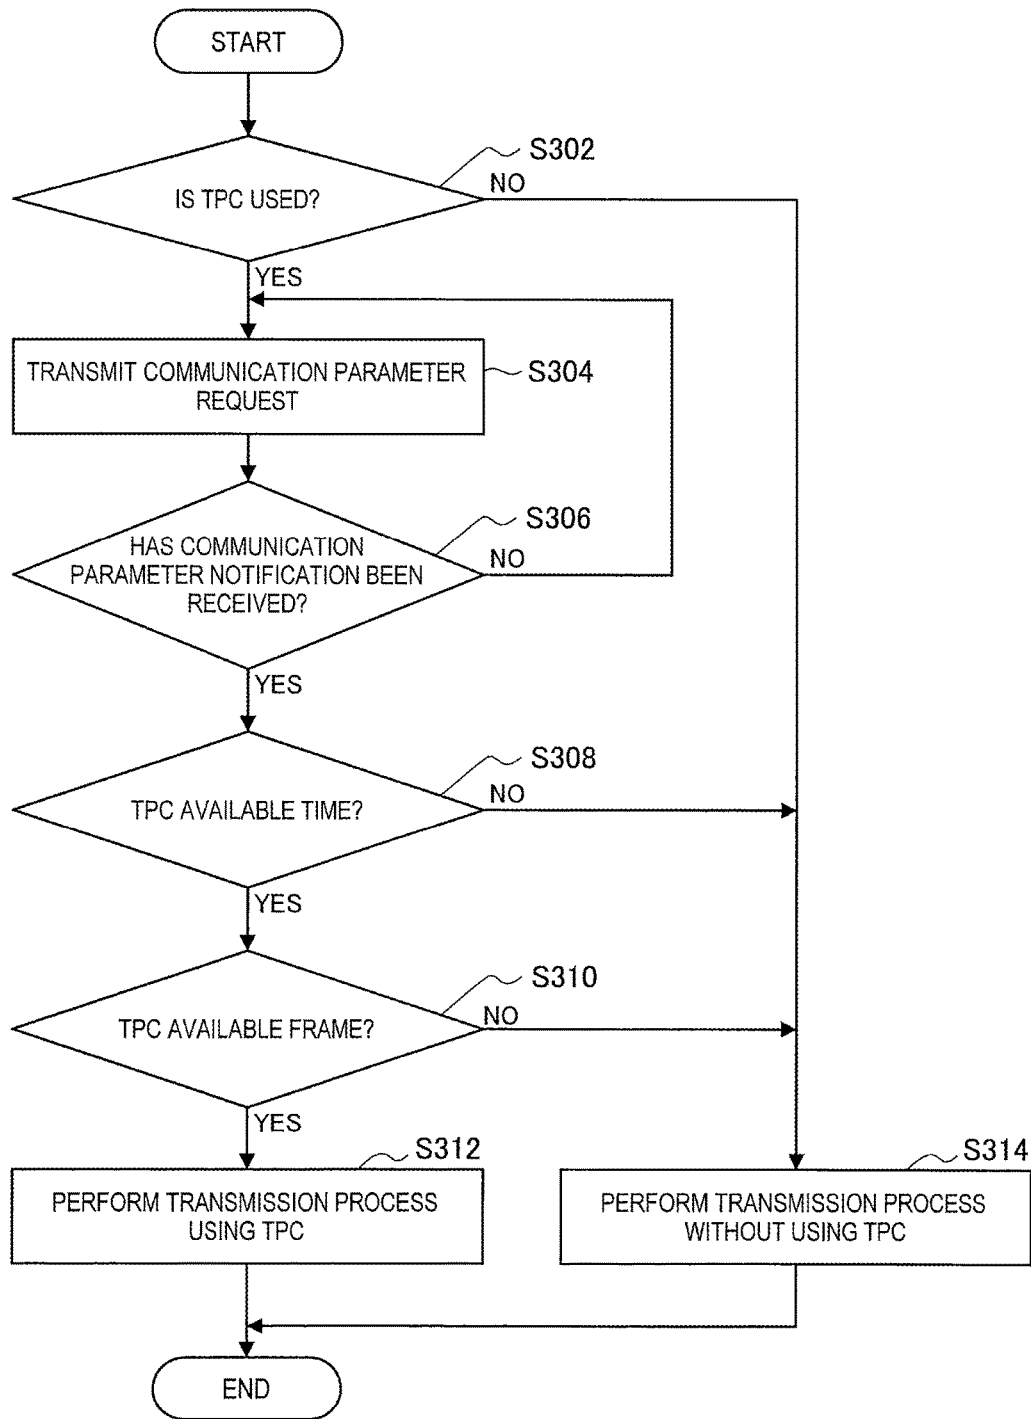 START
S302
IS TPC USED?
NO
YES
TRANSMIT COMMUNICATION PARAMETER
REQUEST
S304
S306
HAS COMMUNICATION
PARAMETER NOTIFICATION BEEN
RECEIVED?
NO
YES
S308
TPC AVAILABLE TIME?
NO
YES
S310
TPC AVAILABLE FRAME?
NO
YES
S312
PERFORM TRANSMISSION PROCESS
USING TPC
S314
PERFORM TRANSMISSION PROCESS
WITHOUT USING TPC
END